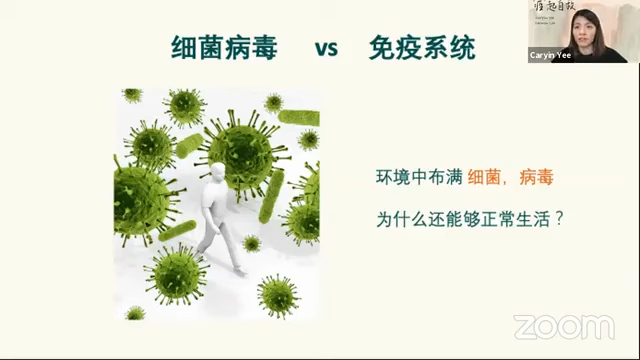 细菌病毒 vs 免疫系统
Caryin Yee
环境中布满 细菌，病毒
为什么还能够正常生活？
zoom